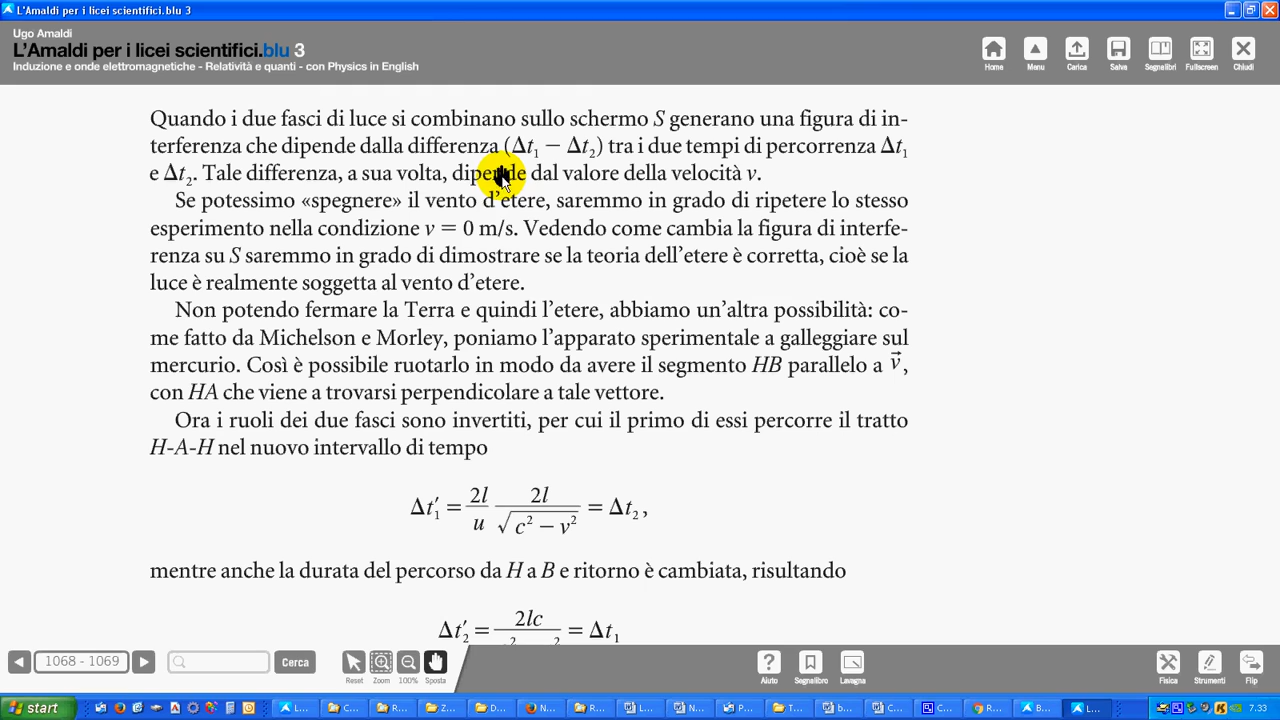 L'Amaldi per i licei scientifici.blu 3
Ugo Amaldi
L'Amaldi per i licei scientifici.blu 3
Induzione e onde elettromagnetiche - Relatività e quanti - con Physics in English
Home Menu Carica Salva Segnalibri Fullscreen Chiudi
Quando i due fasci di luce si combinano sullo schermo S generano una figura di in-
terferenza che dipende dalla differenza (Δt₁ − Δt₂) tra i due tempi di percorrenza Δt₁
e Δt₂. Tale differenza, a sua volta, dipende dal valore della velocità v.
Se potessimo «spegnere» il vento d'etere, saremmo in grado di ripetere lo stesso
esperimento nella condizione v = 0 m/s. Vedendo come cambia la figura di interfe-
renza su S saremmo in grado di dimostrare se la teoria dell'etere è corretta, cioè se la
luce è realmente soggetta al vento d'etere.
Non potendo fermare la Terra e quindi l'etere, abbiamo un'altra possibilità: co-
me fatto da Michelson e Morley, poniamo l'apparato sperimentale a galleggiare sul
mercurio. Così è possibile ruotarlo in modo da avere il segmento HB parallelo a v⃗,
con HA che viene a trovarsi perpendicolare a tale vettore.
Ora i ruoli dei due fasci sono invertiti, per cui il primo di essi percorre il tratto
H-A-H nel nuovo intervallo di tempo
Δt₁′ = 2l/u 2l/√(c² − v²) = Δt₂,
mentre anche la durata del percorso da H a B e ritorno è cambiata, risultando
Δt₂′ = 2lc = Δt₁
1068 - 1069 Cerca Reset Zoom 100% Sposta Aiuto Segnalibro Lavagna Fisica Strumenti Flip
start L... C... R... Z... D... N... R... L... N... P... T... b... C... C... R... B... L... 7.33